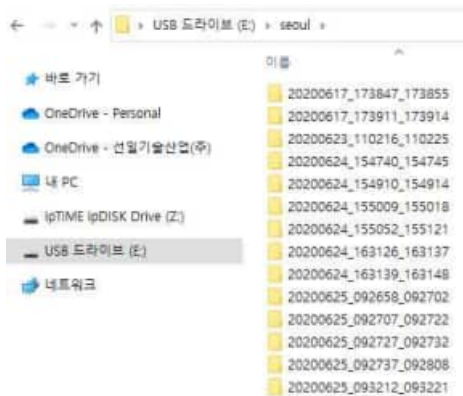 USB 드라이브 (E:) › seoul ›
이름
바로 가기
OneDrive - Personal
OneDrive - 선일기술산업(주)
내 PC
ipTIME ipDISK Drive (Z:)
USB 드라이브 (E:)
네트워크
20200617_173847_173855
20200617_173911_173914
20200623_110216_110225
20200624_154740_154745
20200624_154910_154914
20200624_155009_155018
20200624_155052_155121
20200624_163126_163137
20200624_163139_163148
20200625_092658_092702
20200625_092707_092722
20200625_092727_092732
20200625_092737_092808
20200625_093212_093221